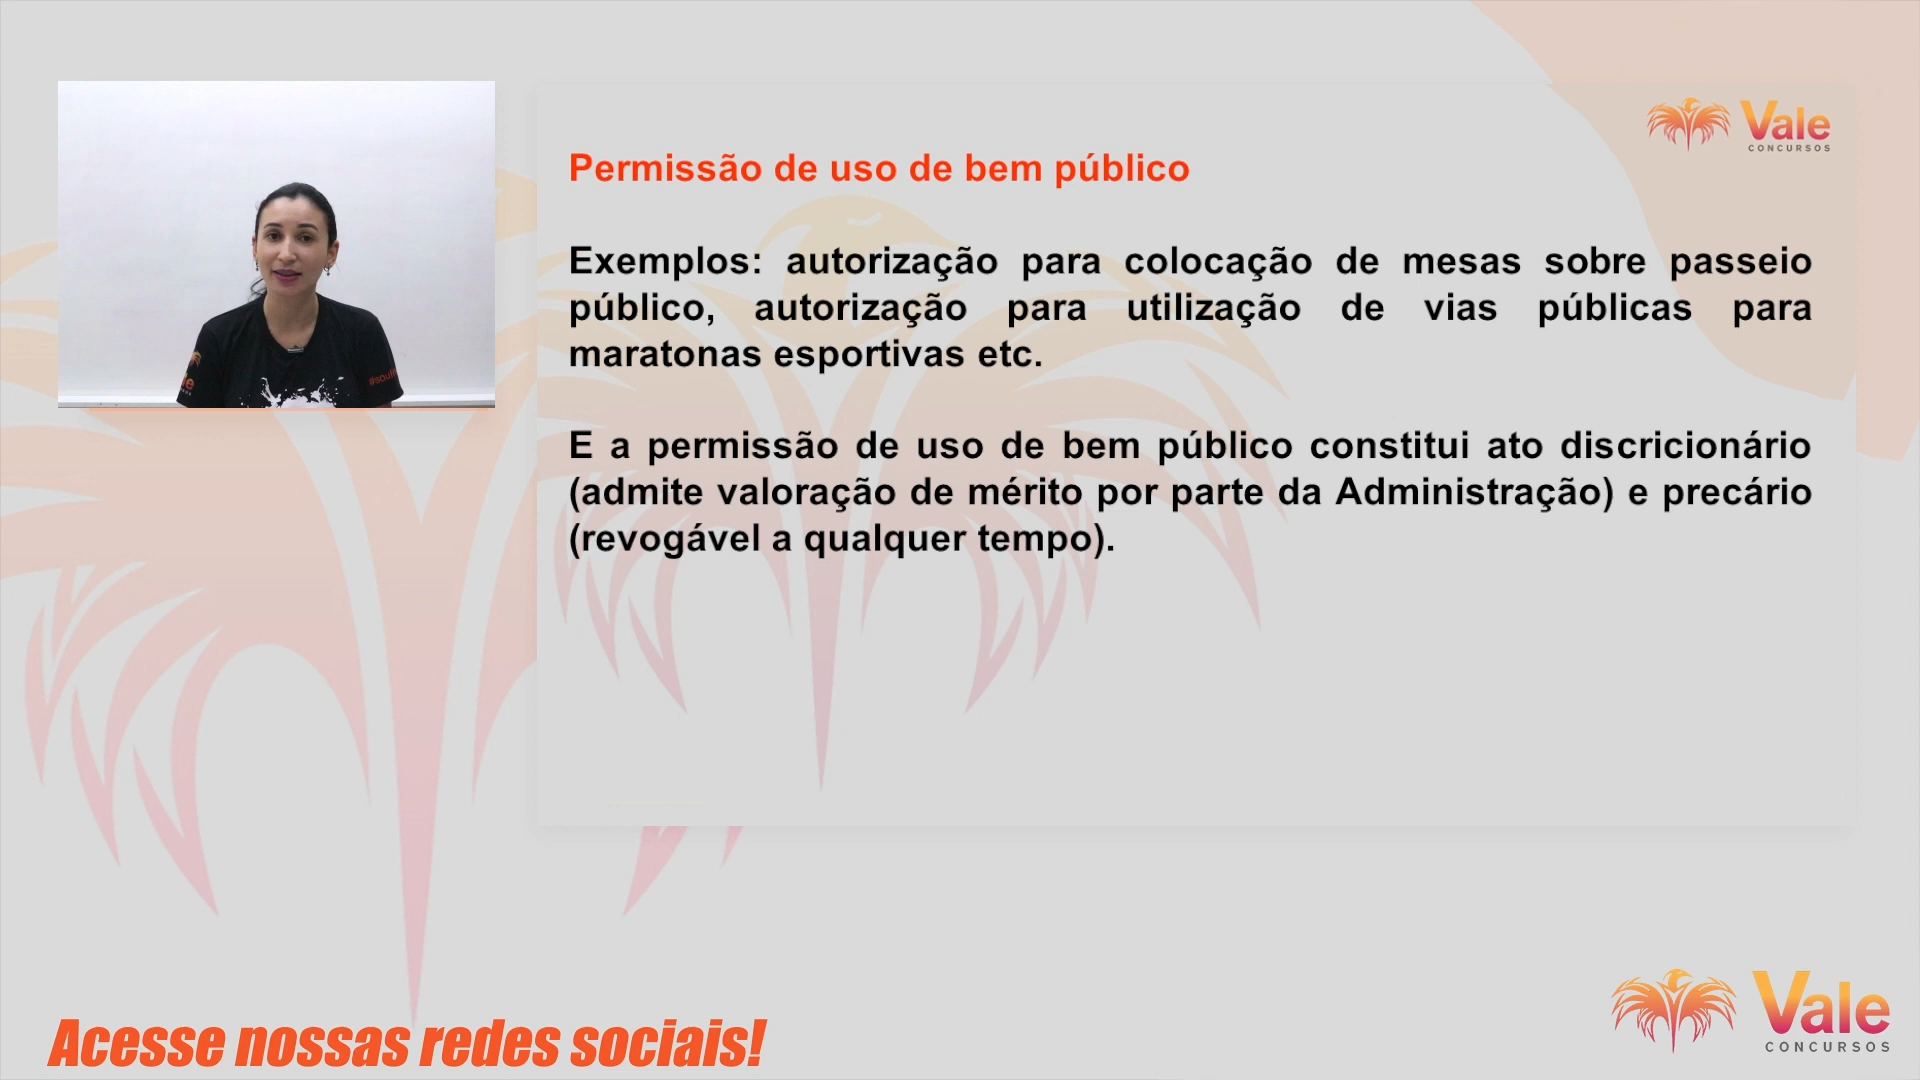 Vale
CONCURSOS
Permissão de uso de bem público
Exemplos: autorização para colocação de mesas sobre passeio
público, autorização para utilização de vias públicas para
maratonas esportivas etc.
E a permissão de uso de bem público constitui ato discricionário
(admite valoração de mérito por parte da Administração) e precário
(revogável a qualquer tempo).
Acesse nossas redes sociais!
Vale
CONCURSOS